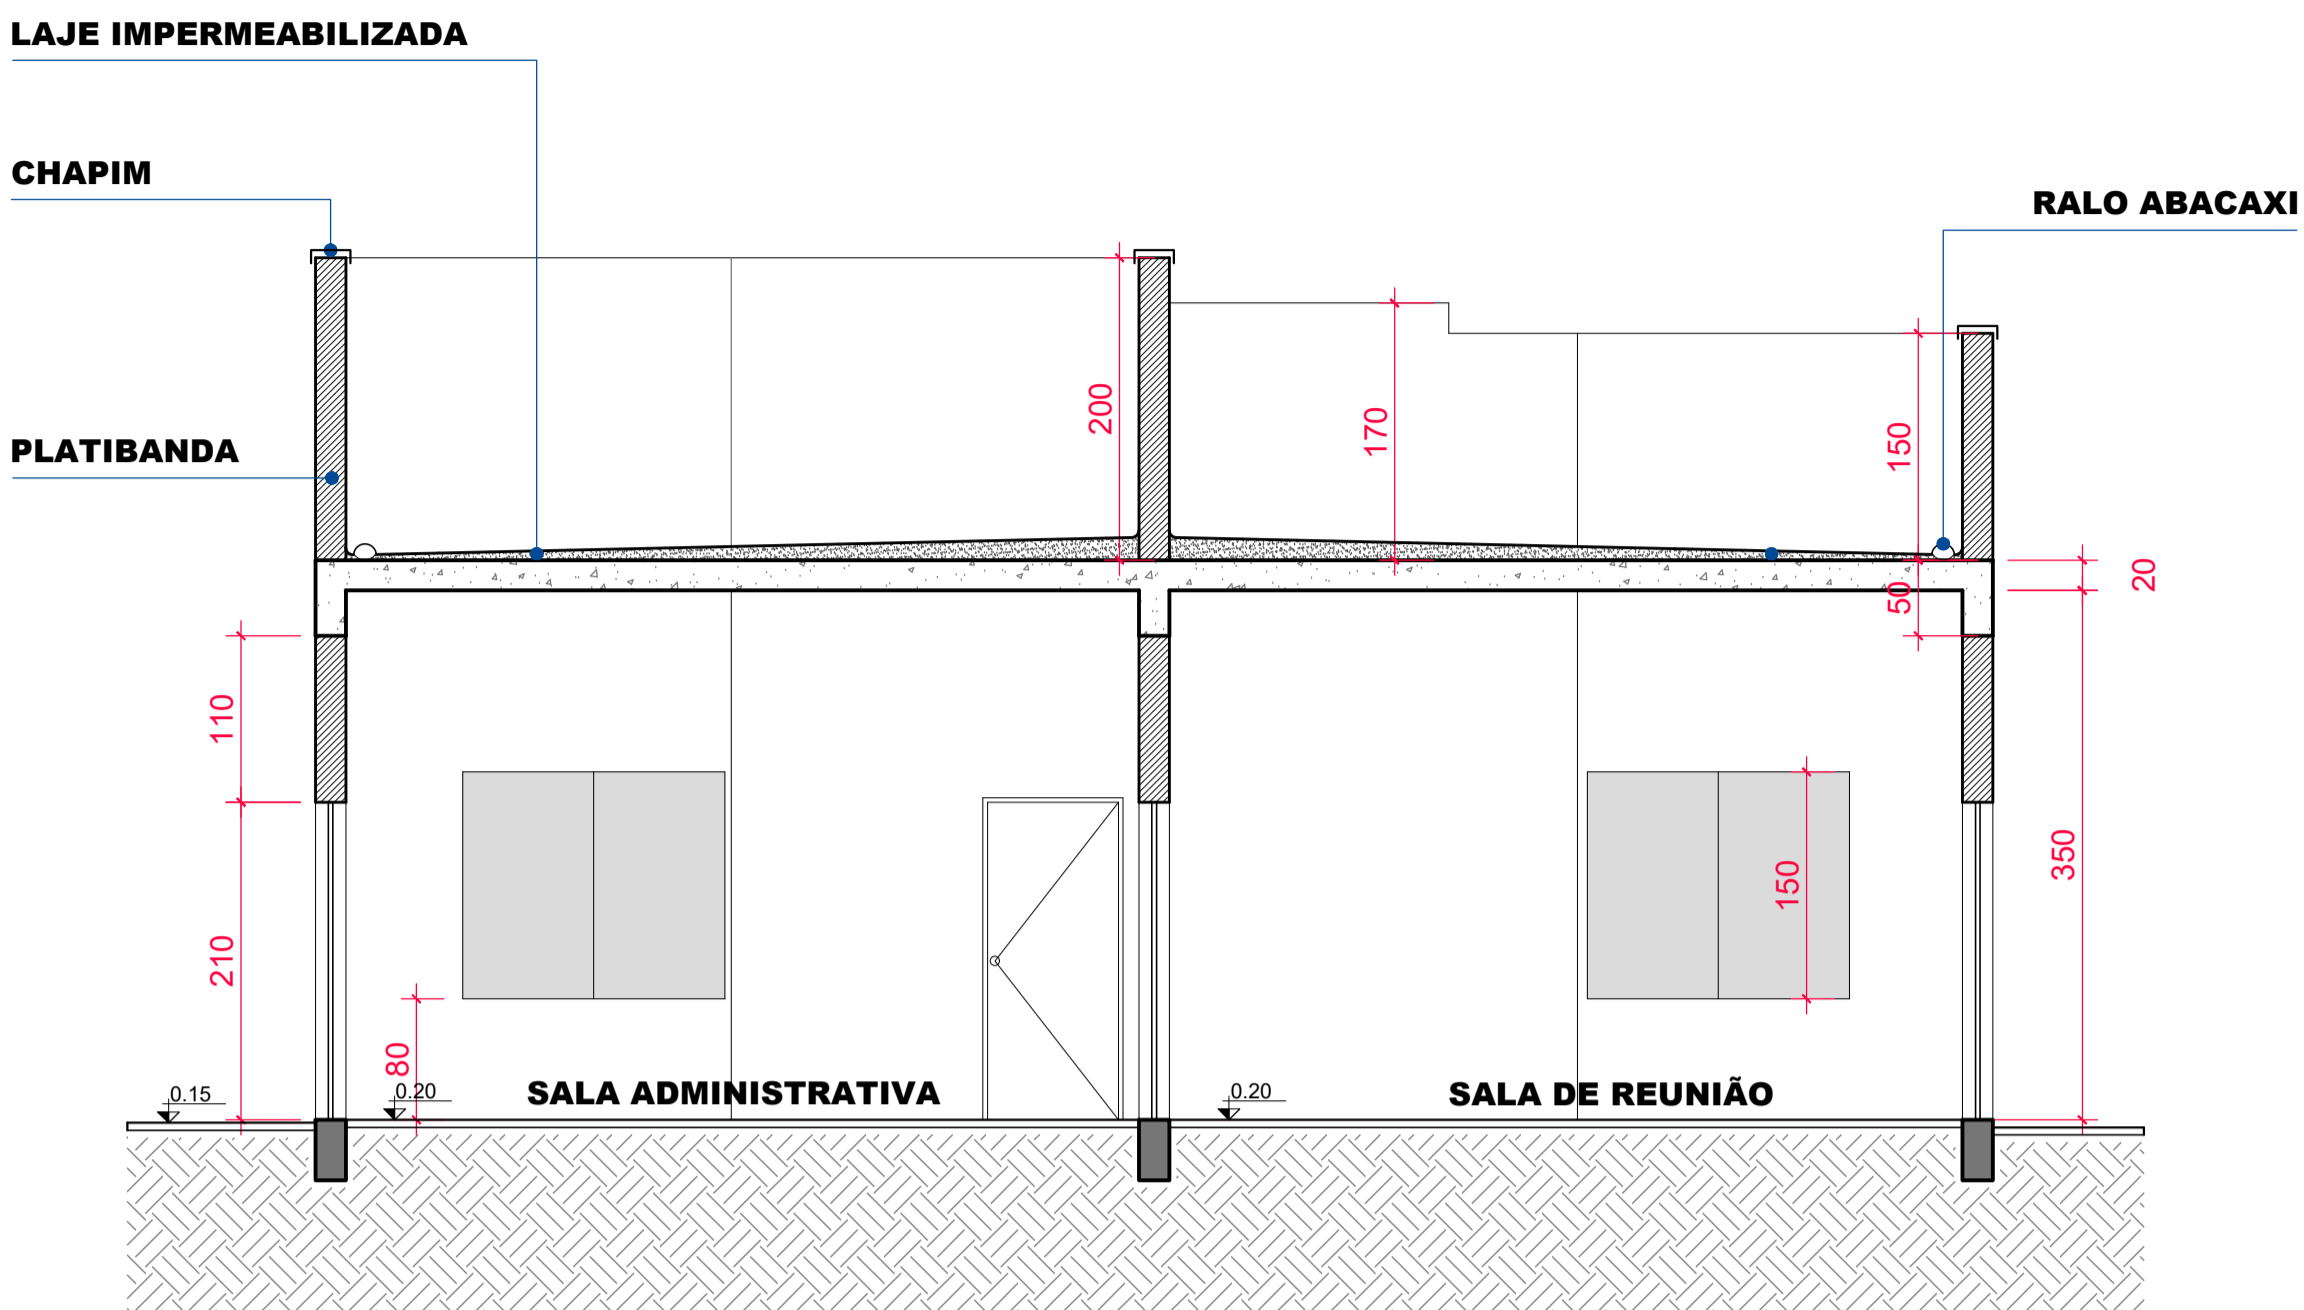 LAJE IMPERMEABILIZADA
CHAPIM
RALO ABACAXI
PLATIBANDA
200
170
150
20
50
110
350
150
210
80
0.15
0.20
SALA ADMINISTRATIVA
0.20
SALA DE REUNIÃO